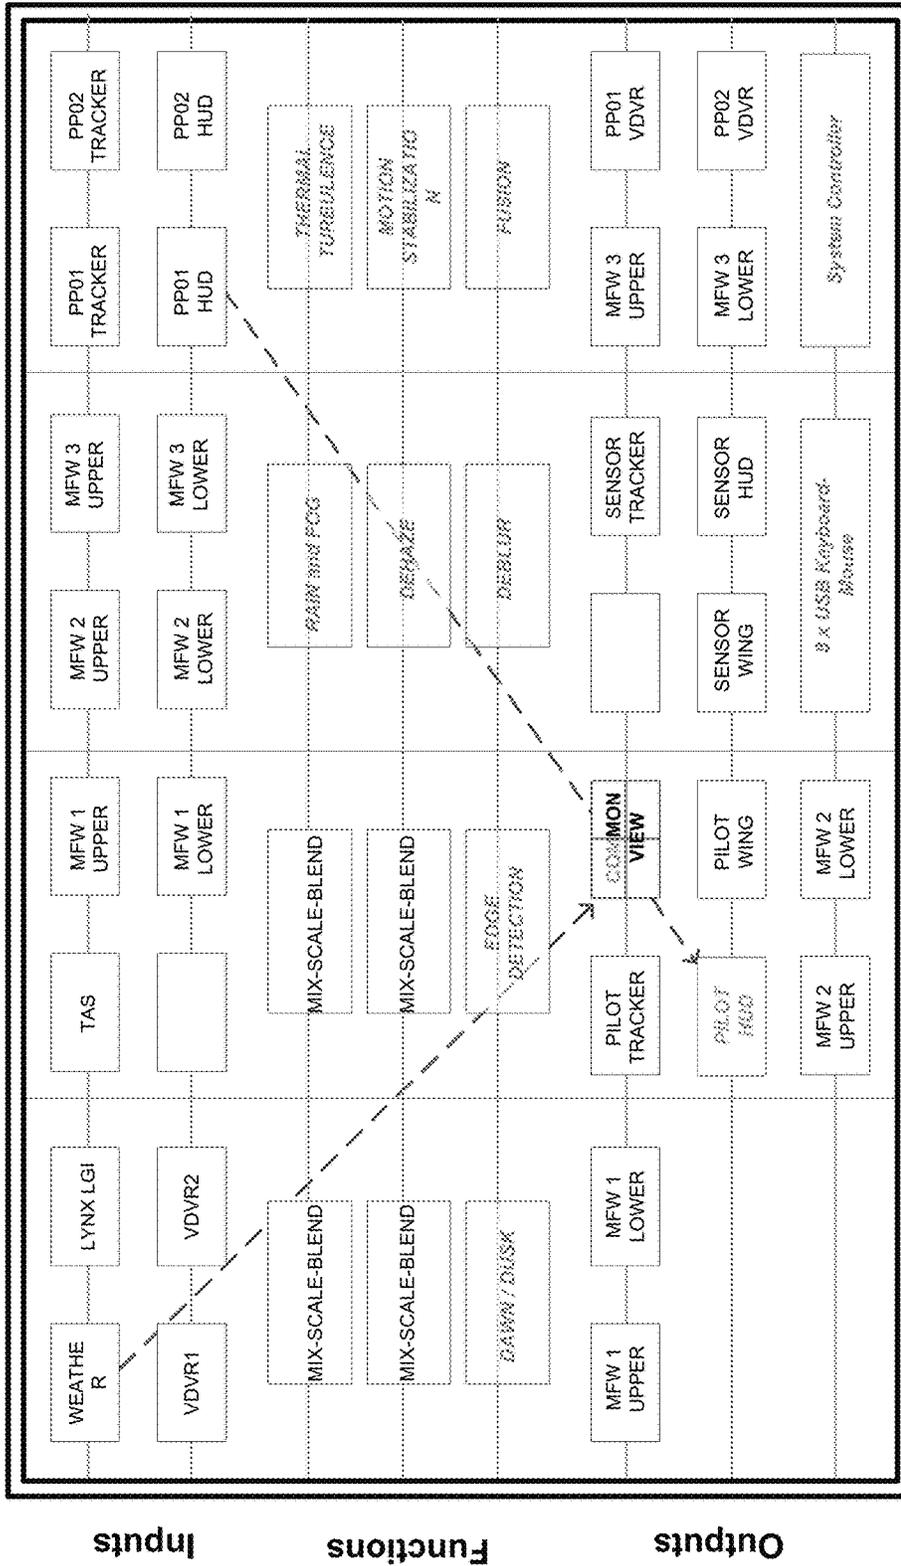 Inputs
WEATHE
R
LYNX LGI
TAS
MFW 1
UPPER
MFW 2
UPPER
MFW 3
UPPER
PP01
TRACKER
PP02
TRACKER
VDVR1
VDVR2
MFW 1
LOWER
MFW 2
LOWER
MFW 3
LOWER
PP01
HUD
PP02
HUD
Functions
MIX-SCALE-BLEND
MIX-SCALE-BLEND
RAIN and FOG
THERMAL
TURBULENCE
MIX-SCALE-BLEND
MIX-SCALE-BLEND
DEHAZE
MOTION
STABILIZATIO
N
DAWN / DUSK
EDGE
DETECTION
DEBLUR
FUSION
Outputs
MFW 1
UPPER
MFW 1
LOWER
PILOT
TRACKER
COMMON
VIEW
SENSOR
TRACKER
MFW 3
UPPER
PP01
VDVR
PILOT
HUD
PILOT
WING
SENSOR
WING
SENSOR
HUD
MFW 3
LOWER
PP02
VDVR
MFW 2
UPPER
MFW 2
LOWER
8 x USB Keyboard-
Mouse
System Controller